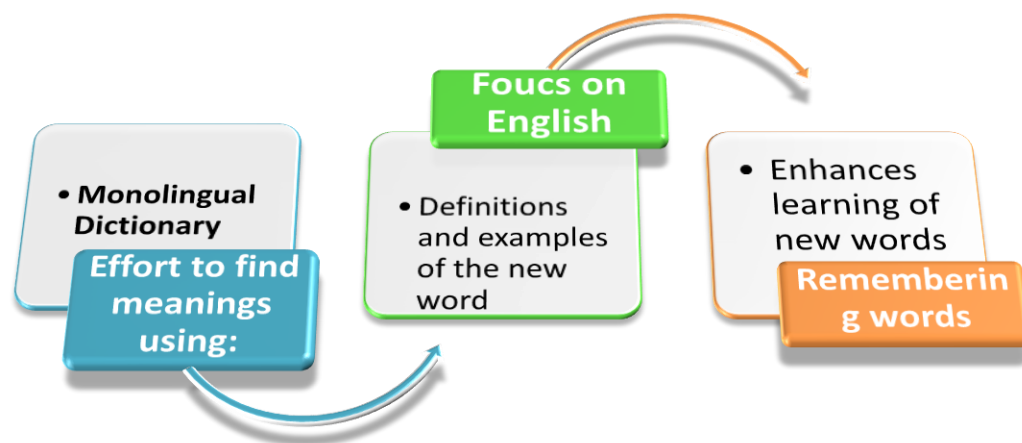 • Monolingual
Dictionary
Effort to find
meanings
using:
Foucs on
English
• Definitions
and examples
of the new
word
• Enhances
learning of
new words
Rememberin
g words